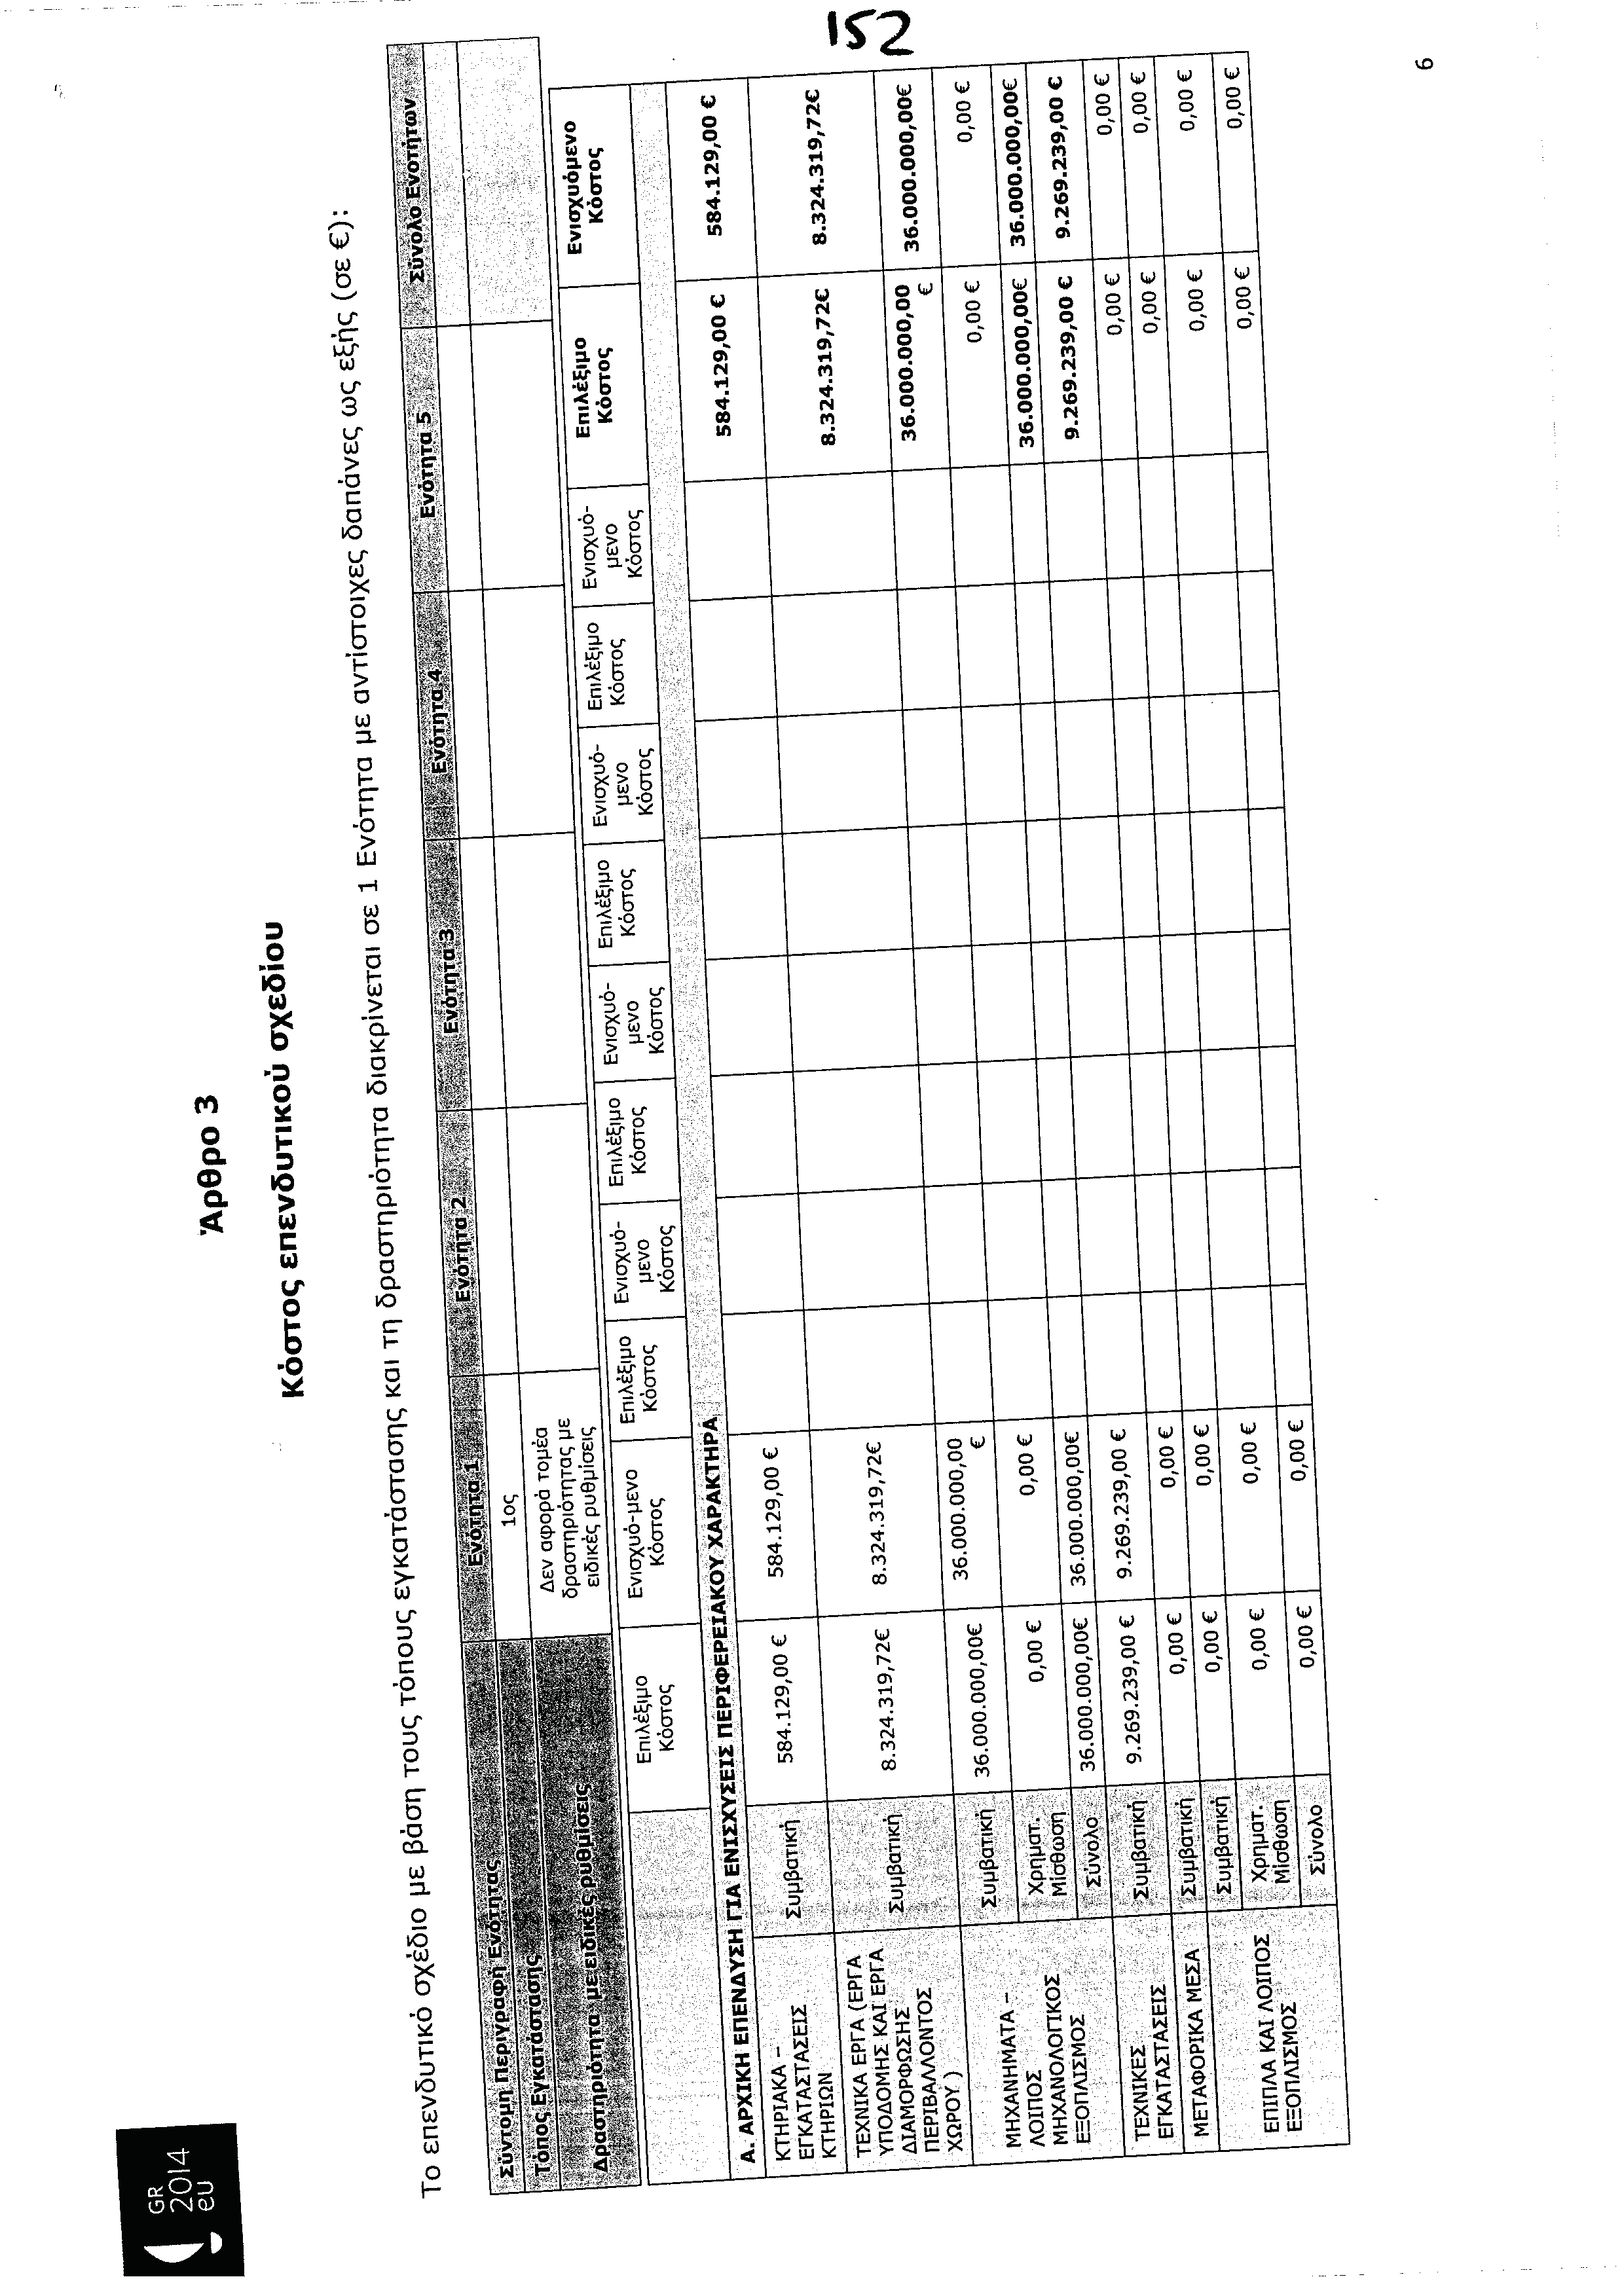 152
GR
2014
eu
Άρθρο 3
Κόστος επενδυτικού σχεδίου
Το επενδυτικό σχέδιο με βάση τους τόπους εγκατάστασης και τη δραστηριότητα διακρίνεται σε 1 Ενότητα με αντίστοιχες δαπάνες ως εξής (σε €):
Σύντομη Περιγραφή Ενότητας Ενότητα 1 Ενότητα 2 Ενότητα 3 Ενότητα 4 Ενότητα 5 Σύνολο Ενοτήτων
Τόπος Εγκατάστασης 1ος
Δραστηριότητα με ειδικές ρυθμίσεις Δεν αφορά τομέα
δραστηριότητας με
ειδικές ρυθμίσεις
Επιλέξιμο Ενισχυό-μενο Επιλέξιμο Ενισχυό- Επιλέξιμο Ενισχυό- Επιλέξιμο Ενισχυό- Επιλέξιμο Ενισχυό- Επιλέξιμο Ενισχυόμενο
Κόστος Κόστος Κόστος μενο Κόστος μενο Κόστος μενο Κόστος μενο Κόστος Κόστος
Κόστος Κόστος Κόστος Κόστος
Α. ΑΡΧΙΚΗ ΕΠΕΝΔΥΣΗ ΓΙΑ ΕΝΙΣΧΥΣΕΙΣ ΠΕΡΙΦΕΡΕΙΑΚΟΥ ΧΑΡΑΚΤΗΡΑ
ΚΤΗΡΙΑΚΑ –
ΕΓΚΑΤΑΣΤΑΣΕΙΣ
ΚΤΗΡΙΩΝ
Συμβατική 584.129,00 € 584.129,00 € 584.129,00 € 584.129,00 €
ΤΕΧΝΙΚΑ ΕΡΓΑ (ΕΡΓΑ
ΥΠΟΔΟΜΗΣ ΚΑΙ ΕΡΓΑ
ΔΙΑΜΟΡΦΩΣΗΣ
ΠΕΡΙΒΑΛΛΟΝΤΟΣ
ΧΩΡΟΥ )
Συμβατική 8.324.319,72€ 8.324.319,72€ 8.324.319,72€ 8.324.319,72€
ΜΗΧΑΝΗΜΑΤΑ –
ΛΟΙΠΟΣ
ΜΗΧΑΝΟΛΟΓΙΚΟΣ
ΕΞΟΠΛΙΣΜΟΣ
Συμβατική 36.000.000,00€ 36.000.000,00 € 36.000.000,00 € 36.000.000,00€
Χρηματ.
Μίσθωση 0,00 € 0,00 € 0,00 € 0,00 €
Σύνολο 36.000.000,00€ 36.000.000,00€ 36.000.000,00€ 36.000.000,00€
ΤΕΧΝΙΚΕΣ
ΕΓΚΑΤΑΣΤΑΣΕΙΣ
Συμβατική 9.269.239,00 € 9.269.239,00 € 9.269.239,00 € 9.269.239,00 €
ΜΕΤΑΦΟΡΙΚΑ ΜΕΣΑ Συμβατική 0,00 € 0,00 € 0,00 € 0,00 €
ΕΠΙΠΛΑ ΚΑΙ ΛΟΙΠΟΣ
ΕΞΟΠΛΙΣΜΟΣ
Συμβατική 0,00 € 0,00 € 0,00 € 0,00 €
Χρηματ.
Μίσθωση 0,00 € 0,00 € 0,00 € 0,00 €
Σύνολο 0,00 € 0,00 € 0,00 € 0,00 €
6